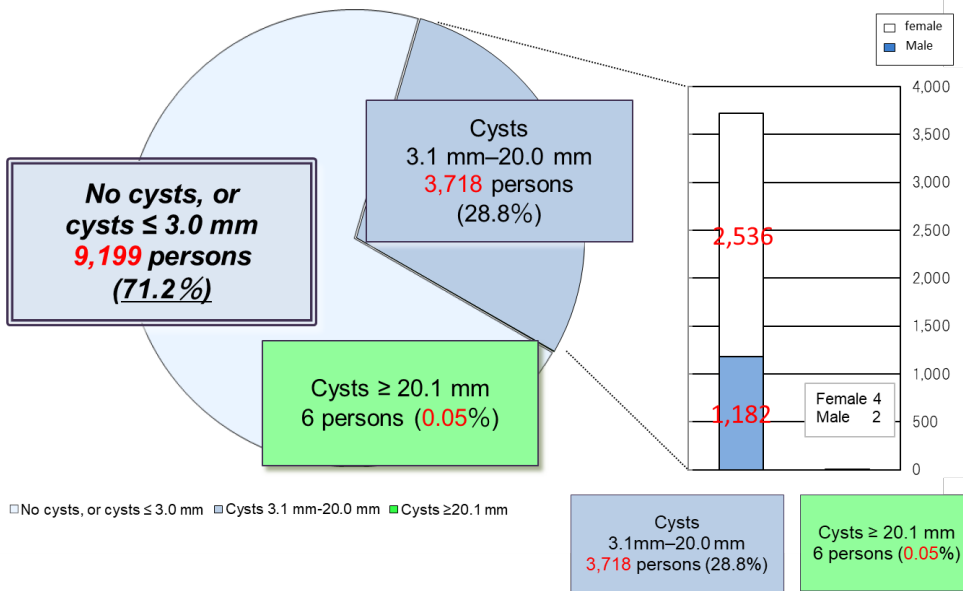 female
Male
4,000
3,500
3,000
2,500
2,000
1,500
1,000
500
0
Cysts
3.1 mm–20.0 mm
3,718 persons
(28.8%)
No cysts, or
cysts ≤ 3.0 mm
9,199 persons
(71.2%)
2,536
Cysts ≥ 20.1 mm
6 persons (0.05%)
1,182
Female 4
Male 2
No cysts, or cysts ≤ 3.0 mm
Cysts 3.1 mm-20.0 mm
Cysts ≥20.1 mm
Cysts
3.1mm–20.0 mm
3,718 persons (28.8%)
Cysts ≥ 20.1 mm
6 persons (0.05%)